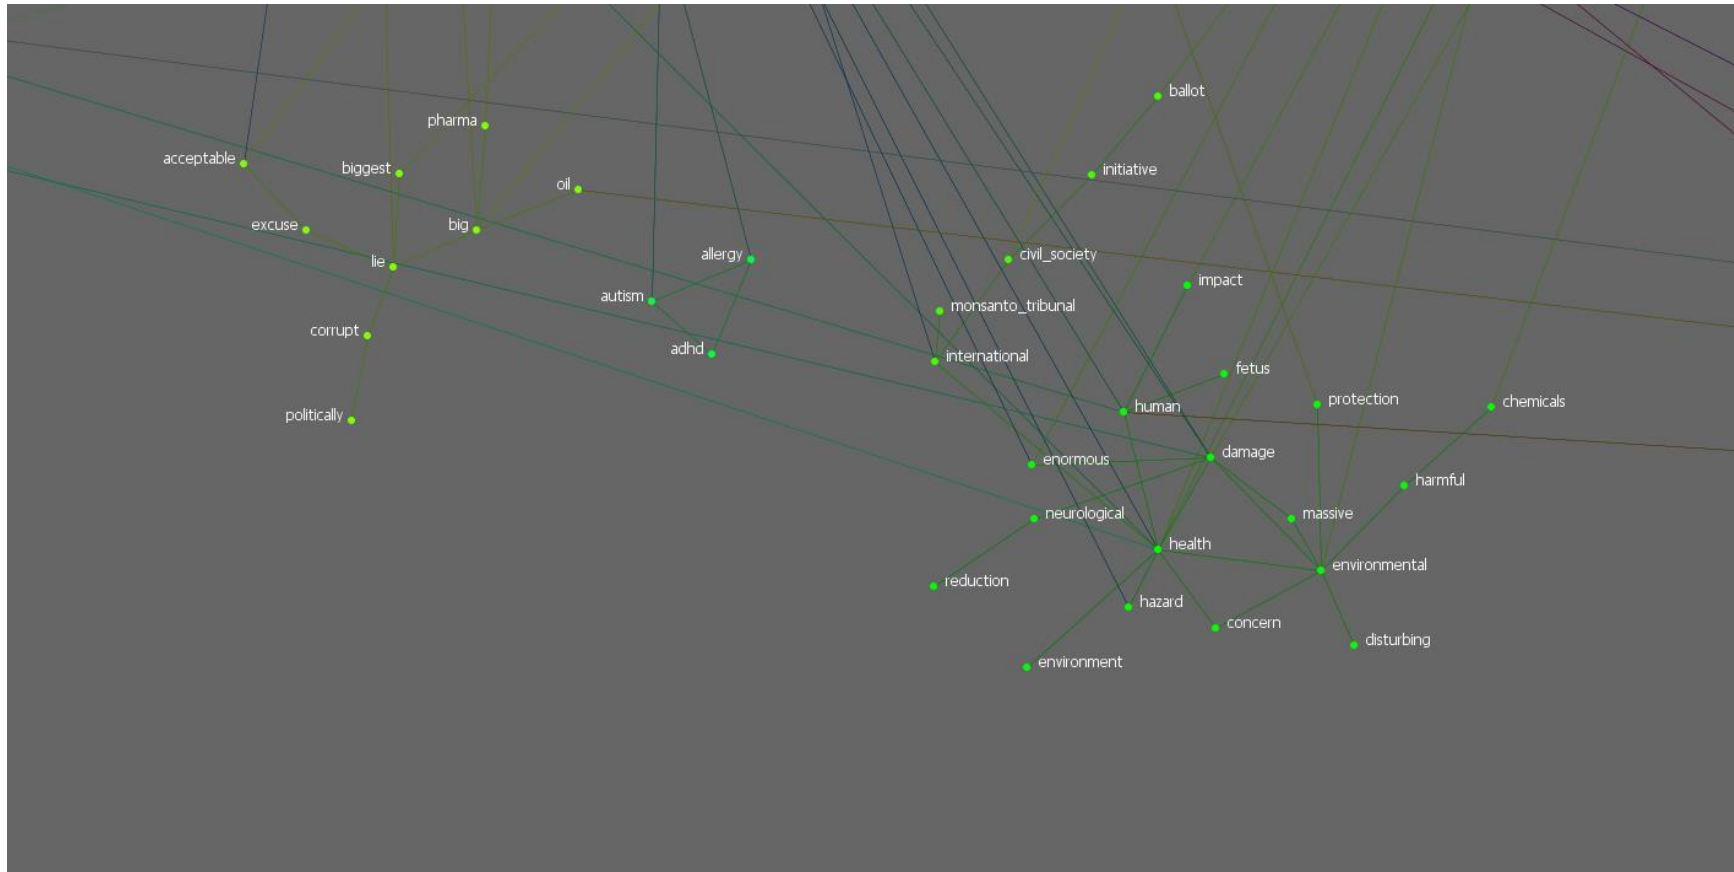 ballot
pharma
acceptable
biggest
initiative
oil
excuse
big
lie
allergy
civil_society
autism
impact
monsanto_tribunal
corrupt
adhd
international
fetus
politically
human
protection
chemicals
enormous
damage
harmful
neurological
massive
health
environmental
reduction
hazard
concern
disturbing
environment